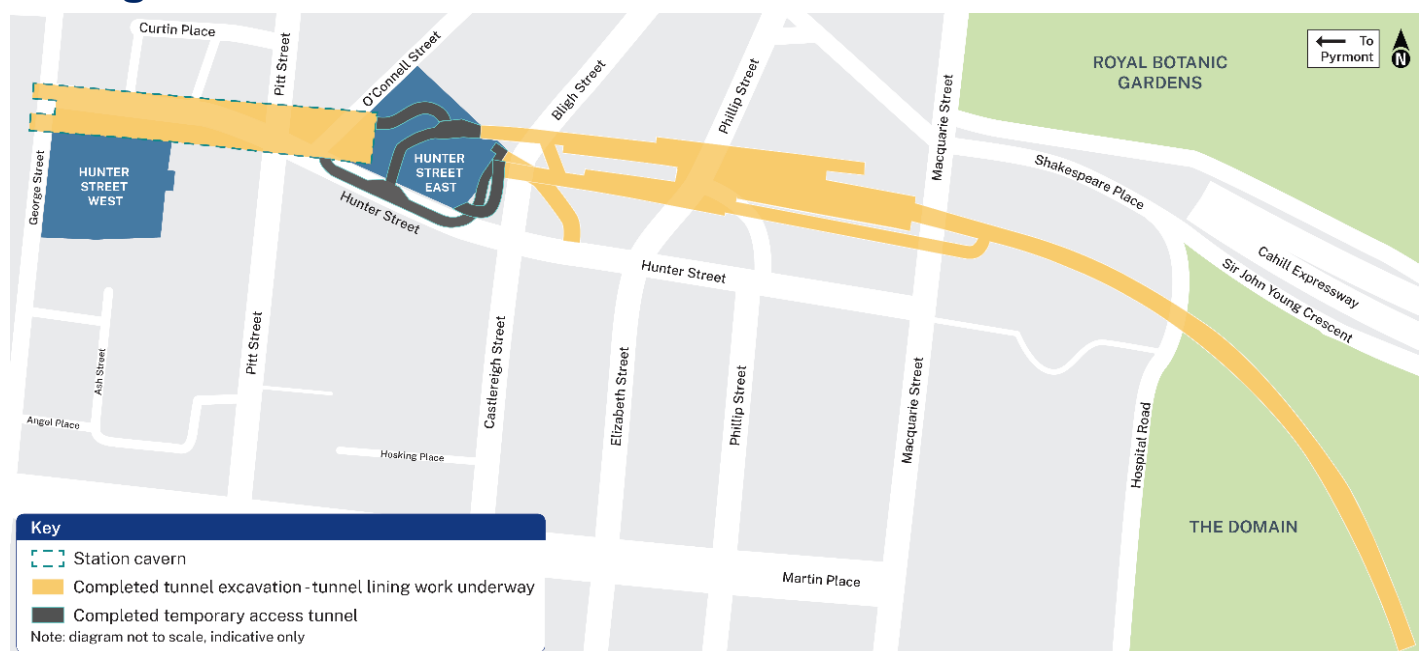 Curtin Place
Pitt Street
O'Connell Street
Bligh Street
Phillip Street
Macquarie Street
ROYAL BOTANIC
GARDENS
To
Pyrmont
N
Shakespeare Place
Cahill Expressway
Sir John Young Crescent
George Street
HUNTER
STREET
WEST
HUNTER
STREET
EAST
Hunter Street
Hunter Street
Pitt Street
Ash Street
Angel Place
Hosking Place
Castlereigh Street
Elizabeth Street
Phillip Street
Macquarie Street
Hospital Road
THE DOMAIN
Martin Place
Key
Station cavern
Completed tunnel excavation - tunnel lining work underway
Completed temporary access tunnel
Note: diagram not to scale, indicative only